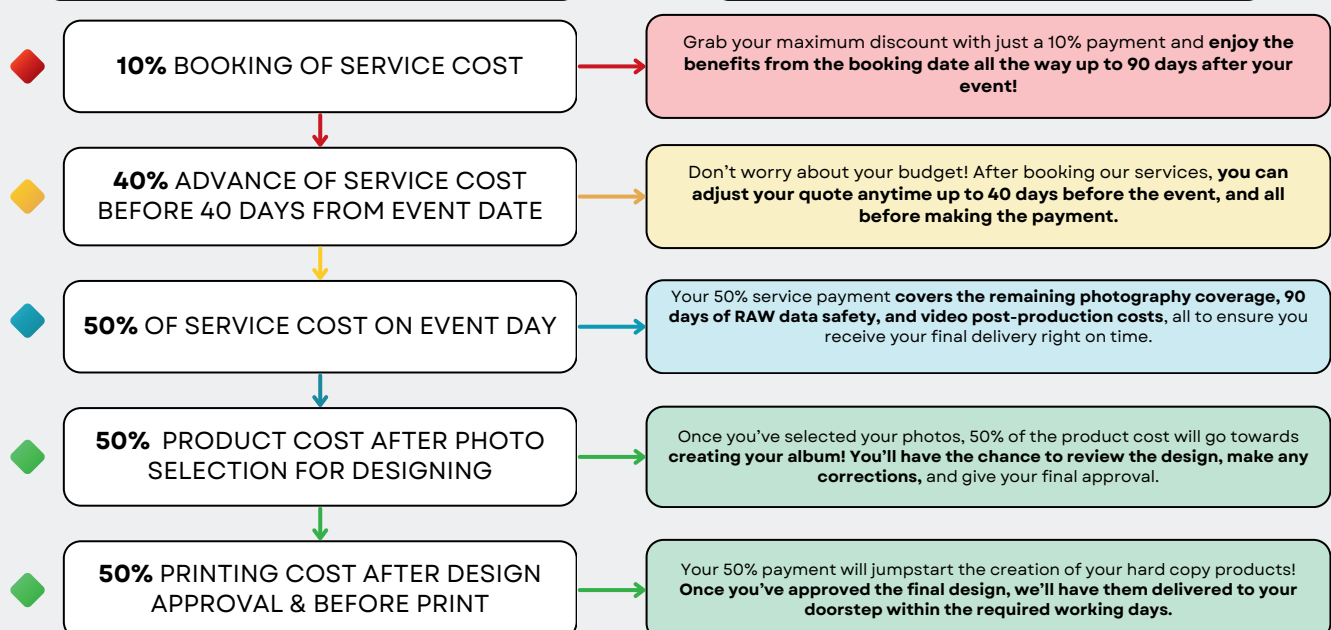 10% BOOKING OF SERVICE COST
Grab your maximum discount with just a 10% payment and enjoy the
benefits from the booking date all the way up to 90 days after your
event!
40% ADVANCE OF SERVICE COST
BEFORE 40 DAYS FROM EVENT DATE
Don't worry about your budget! After booking our services, you can
adjust your quote anytime up to 40 days before the event, and all
before making the payment.
50% OF SERVICE COST ON EVENT DAY
Your 50% service payment covers the remaining photography coverage, 90
days of RAW data safety, and video post-production costs, all to ensure you
receive your final delivery right on time.
50% PRODUCT COST AFTER PHOTO
SELECTION FOR DESIGNING
Once you've selected your photos, 50% of the product cost will go towards
creating your album! You'll have the chance to review the design, make any
corrections, and give your final approval.
50% PRINTING COST AFTER DESIGN
APPROVAL & BEFORE PRINT
Your 50% payment will jumpstart the creation of your hard copy products!
Once you've approved the final design, we'll have them delivered to your
doorstep within the required working days.